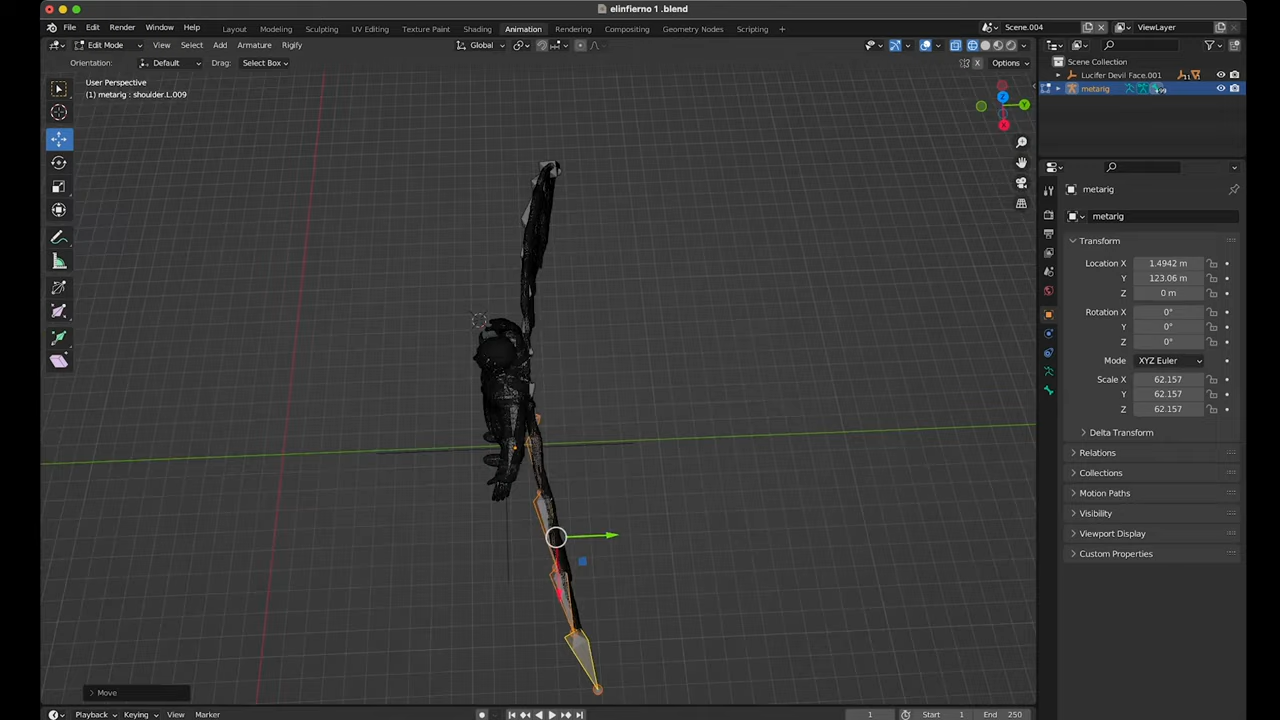 elinfierno 1 .blend
File Edit Render Window Help Layout Modeling Sculpting UV Editing Texture Paint Shading Animation Rendering Compositing Geometry Nodes Scripting + Scene.004 ViewLayer
Edit Mode View Select Add Armature Rigify Global
Orientation: Default Drag: Select Box X Options
User Perspective
(1) metarig : shoulder.L.009
Scene Collection
Lucifer Devil Face.001
metarig
Z
Y
X
metarig
metarig
Transform
Location X 1.4942 m
Y 123.06 m
Z 0 m
Rotation X 0°
Y 0°
Z 0°
Mode XYZ Euler
Scale X 62.157
Y 62.157
Z 62.157
Delta Transform
Relations
Collections
Motion Paths
Visibility
Viewport Display
Custom Properties
Move
Playback Keying View Marker 1 Start 1 End 250